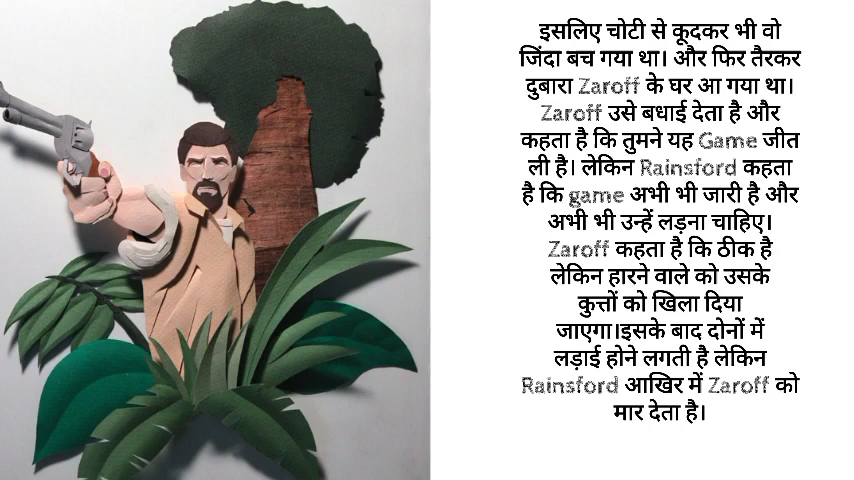 इसलिए चोटी से कूदकर भी वो
जिंदा बच गया था। और फिर तैरकर
दुबारा Zaroff के घर आ गया था।
Zaroff उसे बधाई देता है और
कहता है कि तुमने यह Game जीत
ली है। लेकिन Rainsford कहता
है कि game अभी भी जारी है और
अभी भी उन्हें लड़ना चाहिए।
Zaroff कहता है कि ठीक है
लेकिन हारने वाले को उसके
कुत्तों को खिला दिया
जाएगा।इसके बाद दोनों में
लड़ाई होने लगती है लेकिन
Rainsford आखिर में Zaroff को
मार देता है।